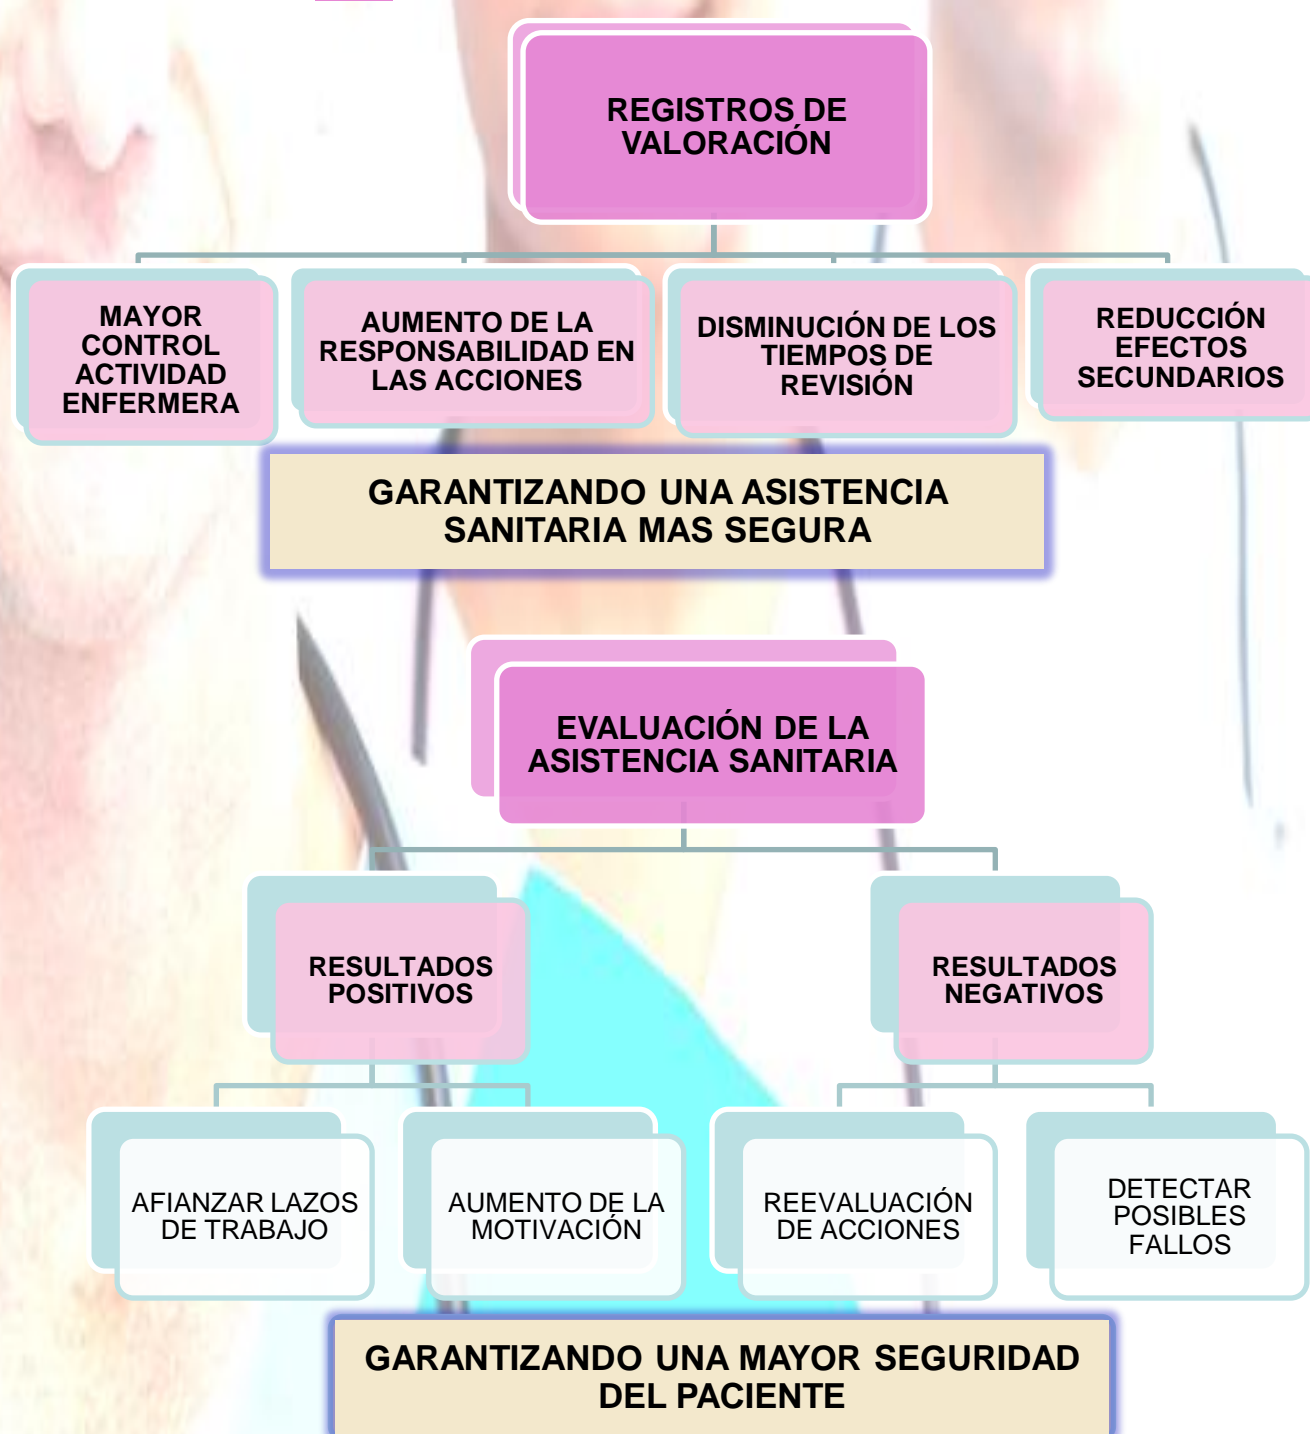 REGISTROS DE
VALORACIÓN
MAYOR
CONTROL
ACTIVIDAD
ENFERMERA
AUMENTO DE LA
RESPONSABILIDAD EN
LAS ACCIONES
DISMINUCIÓN DE LOS
TIEMPOS DE
REVISIÓN
REDUCCIÓN
EFECTOS
SECUNDARIOS
GARANTIZANDO UNA ASISTENCIA
SANITARIA MAS SEGURA
EVALUACIÓN DE LA
ASISTENCIA SANITARIA
RESULTADOS
POSITIVOS
RESULTADOS
NEGATIVOS
AFIANZAR LAZOS
DE TRABAJO
AUMENTO DE LA
MOTIVACIÓN
REEVALUACIÓN
DE ACCIONES
DETECTAR
POSIBLES
FALLOS
GARANTIZANDO UNA MAYOR SEGURIDAD
DEL PACIENTE